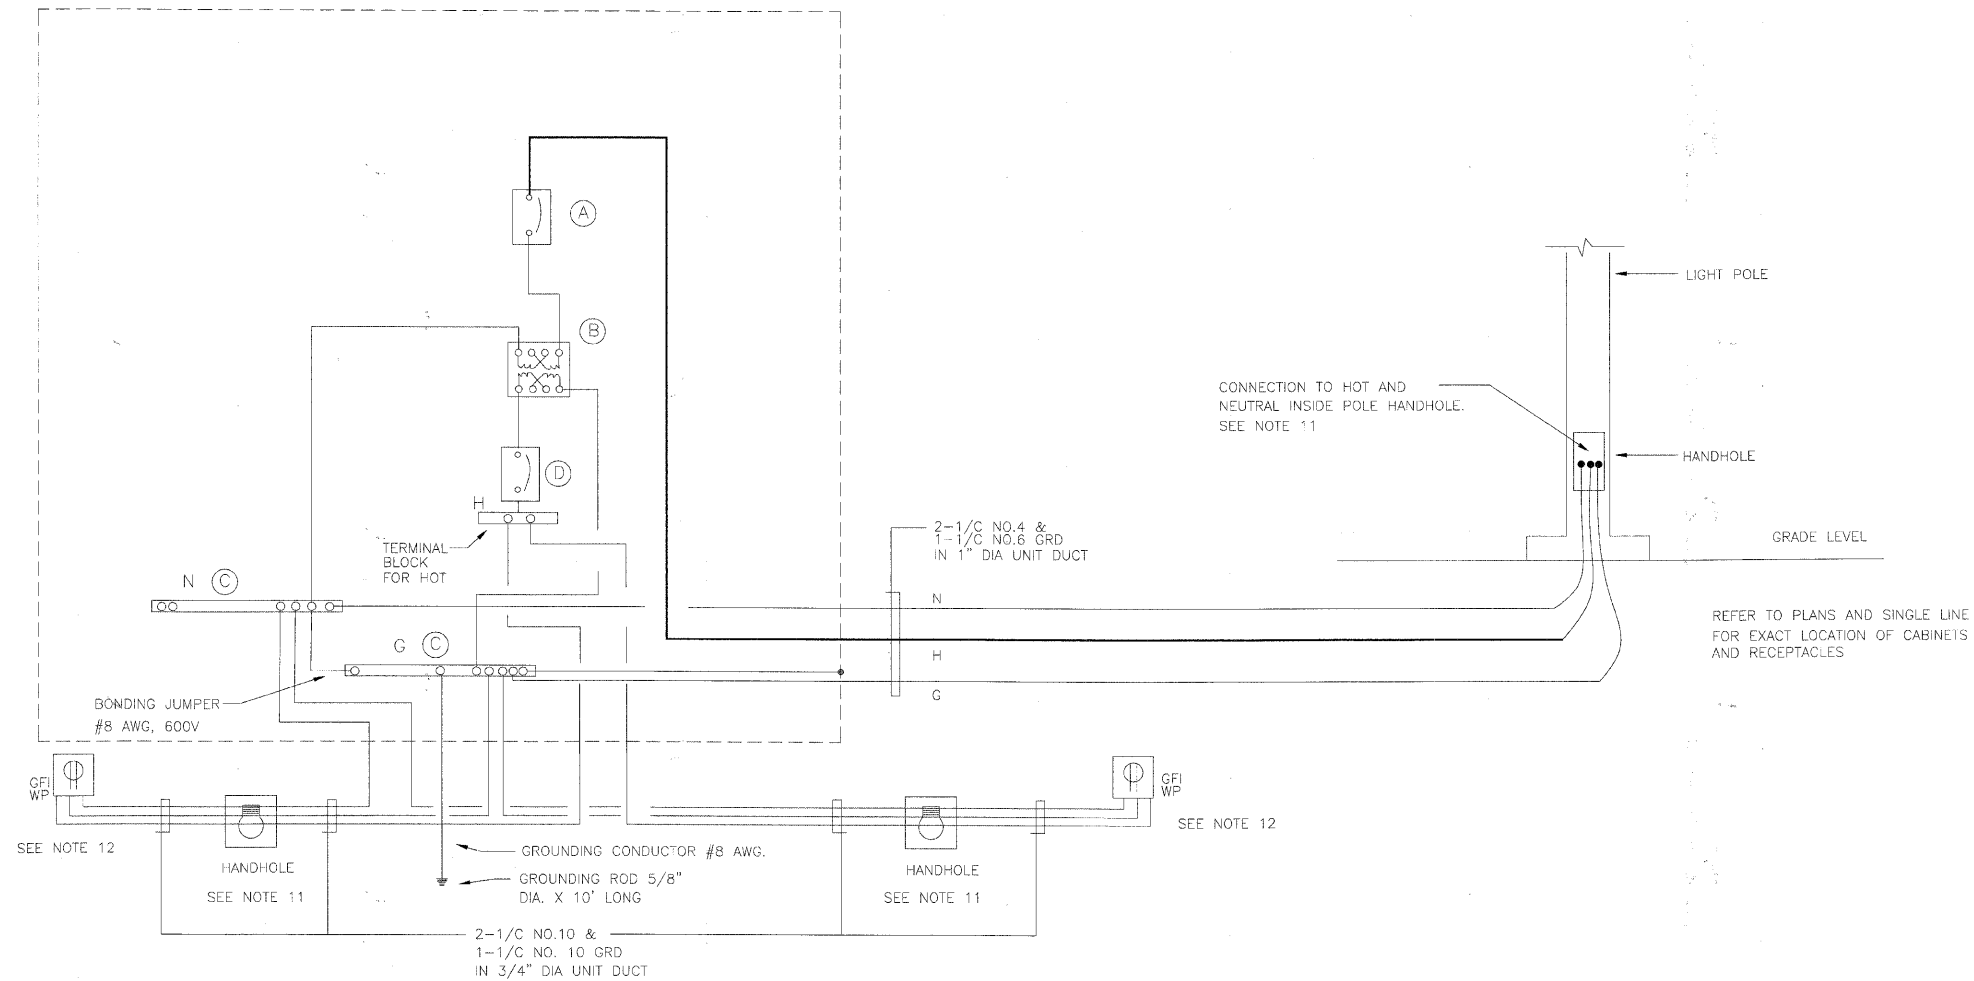 A
B
D
H
TERMINAL
BLOCK
FOR HOT
N C
G C
BONDING JUMPER
#8 AWG, 600V
GFI
WP
SEE NOTE 12
HANDHOLE
SEE NOTE 11
GROUNDING CONDUCTOR #8 AWG.
GROUNDING ROD 5/8"
DIA. X 10' LONG
2-1/C NO.10 &
1-1/C NO. 10 GRD
IN 3/4" DIA UNIT DUCT
2-1/C NO.4 &
1-1/C NO.6 GRD
IN 1" DIA UNIT DUCT
N
H
G
GFI
WP
SEE NOTE 12
HANDHOLE
SEE NOTE 11
LIGHT POLE
CONNECTION TO HOT AND
NEUTRAL INSIDE POLE HANDHOLE.
SEE NOTE 11
HANDHOLE
GRADE LEVEL
REFER TO PLANS AND SINGLE LINE
FOR EXACT LOCATION OF CABINETS
AND RECEPTACLES